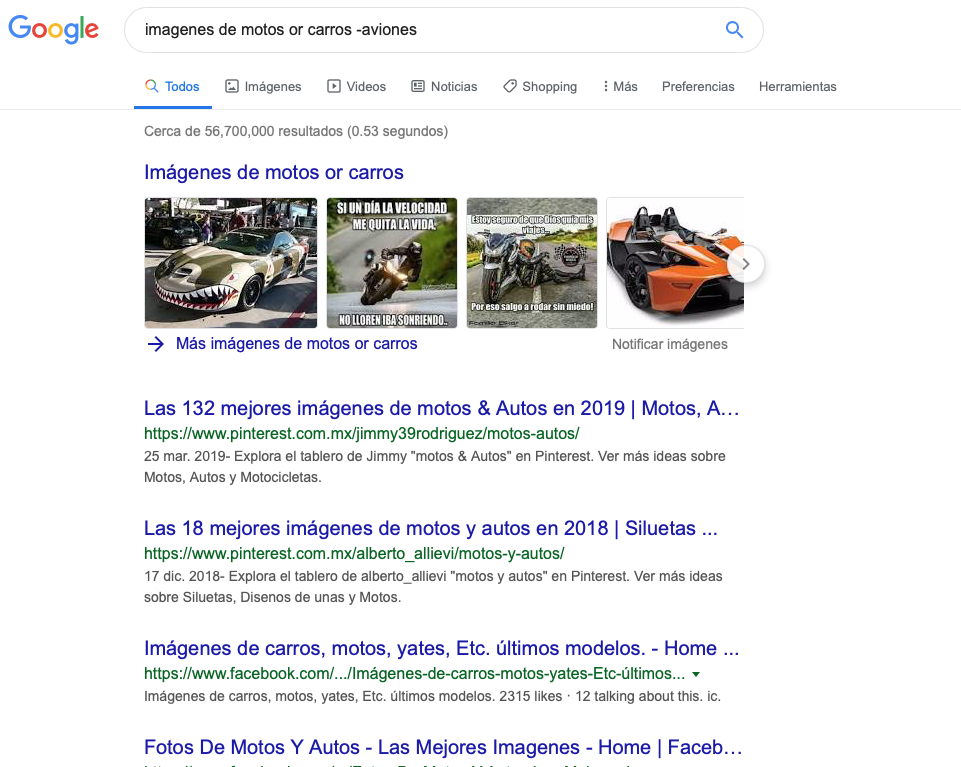 Google
imagenes de motos or carros -aviones
Todos
Imágenes
Videos
Noticias
Shopping
Más
Preferencias
Herramientas
Cerca de 56,700,000 resultados (0.53 segundos)
Imágenes de motos or carros
SI UN DÍA LA VELOCIDAD
ME QUITA LA VIDA.
NO LLOREN IBA SONRIENDO..
Estoy seguro de que Dios guía mis
viajes...
Por eso salgo a rodar sin miedo!
Más imágenes de motos or carros
Notificar imágenes
Las 132 mejores imágenes de motos & Autos en 2019 | Motos, A...
https://www.pinterest.com.mx/jimmy39rodriguez/motos-autos/
25 mar. 2019- Explora el tablero de Jimmy "motos & Autos" en Pinterest. Ver más ideas sobre
Motos, Autos y Motocicletas.
Las 18 mejores imágenes de motos y autos en 2018 | Siluetas ...
https://www.pinterest.com.mx/alberto_allievi/motos-y-autos/
17 dic. 2018- Explora el tablero de alberto_allievi "motos y autos" en Pinterest. Ver más ideas
sobre Siluetas, Disenos de unas y Motos.
Imágenes de carros, motos, yates, Etc. últimos modelos. - Home ...
https://www.facebook.com/.../Imágenes-de-carros-motos-yates-Etc-últimos...
Imágenes de carros, motos, yates, Etc. últimos modelos. 2315 likes · 12 talking about this. ic.
Fotos De Motos Y Autos - Las Mejores Imagenes - Home | Faceb...